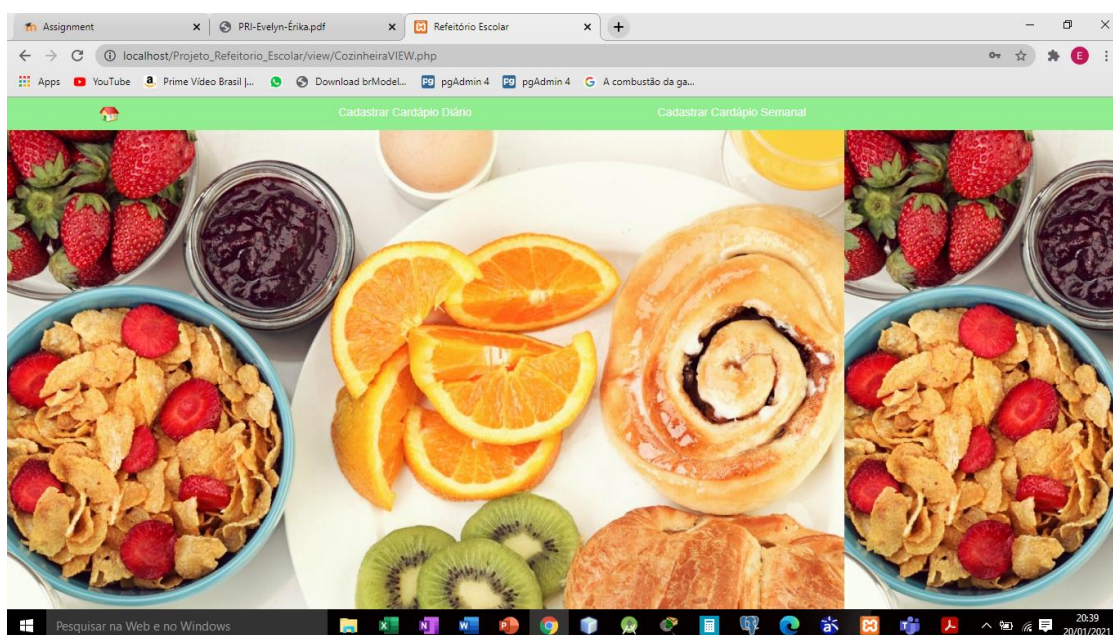 Assignment
PRI-Evelyn-Érika.pdf
Refeitório Escolar
localhost/Projeto_Refeitorio_Escolar/view/CozinheiraVIEW.php
E
Apps
YouTube
Prime Vídeo Brasil |...
Download brModel...
pgAdmin 4
pgAdmin 4
A combustão da ga...
Cadastrar Cardápio Diário
Cadastrar Cardápio Semanal
Pesquisar na Web e no Windows
20:39
20/01/2021